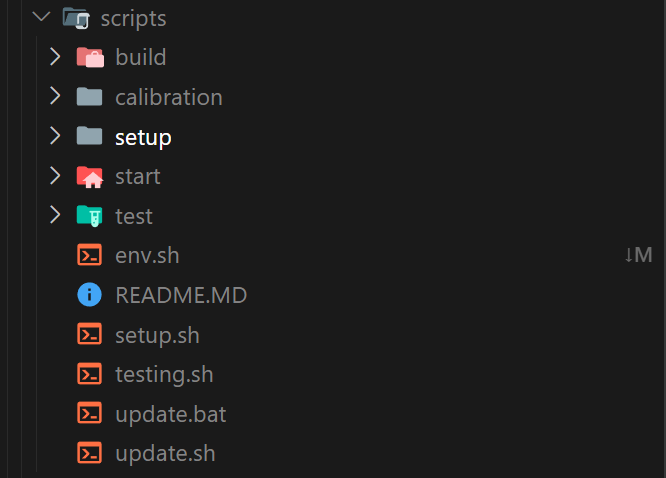 scripts
build
calibration
setup
start
test
env.sh ↓M
README.MD
setup.sh
testing.sh
update.bat
update.sh